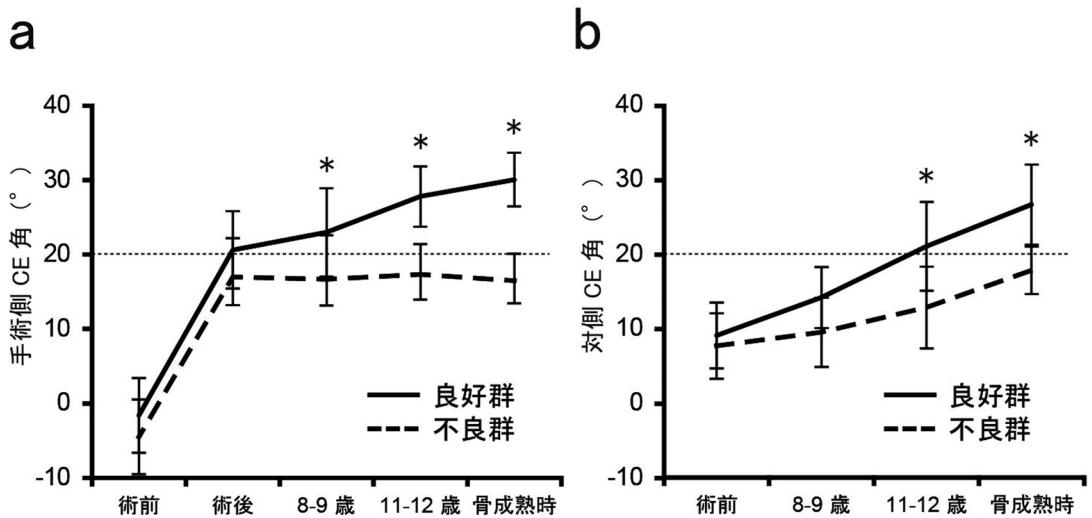 a
手術側 CE 角（°）
40
30
20
10
0
-10
*
*
*
良好群
不良群
術前
術後
8-9 歳
11-12 歳
骨成熟時
b
対側 CE 角（°）
40
30
20
10
0
-10
*
*
良好群
不良群
術前
8-9 歳
11-12 歳
骨成熟時